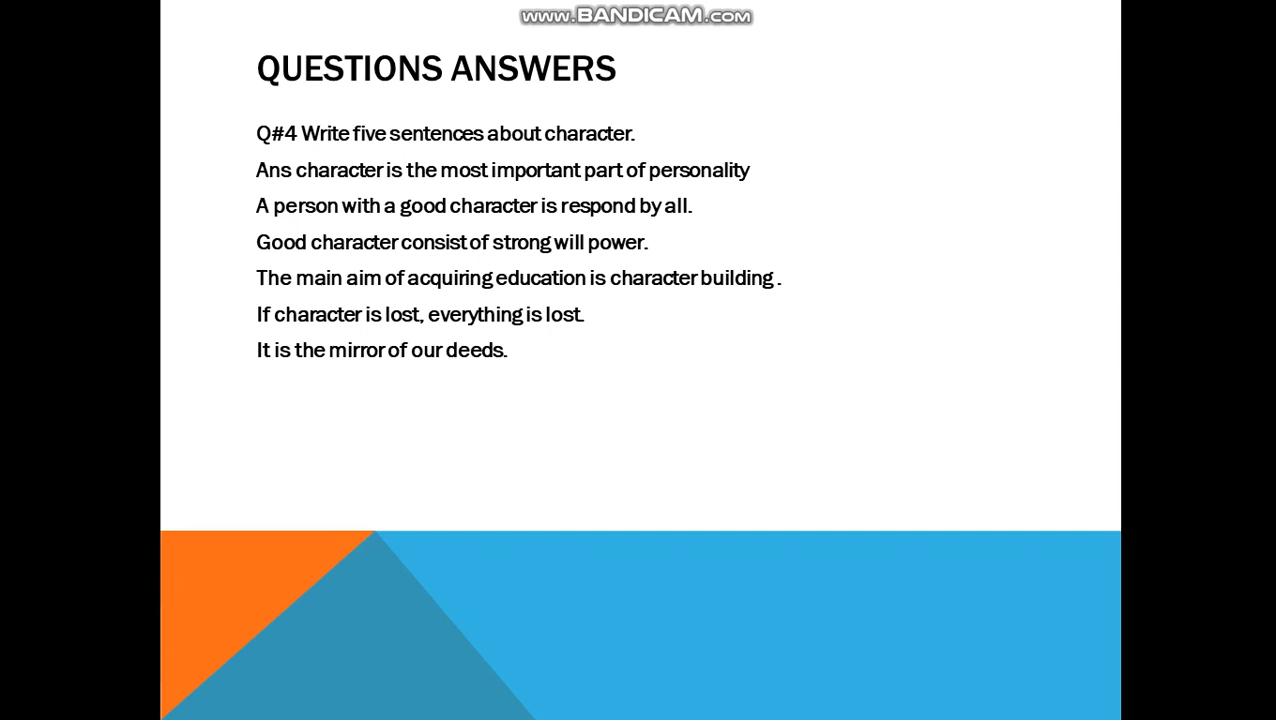 www.BANDICAM.com
QUESTIONS ANSWERS
Q#4 Write five sentences about character.
Ans character is the most important part of personality
A person with a good character is respond by all.
Good character consist of strong will power.
The main aim of acquiring education is character building .
If character is lost, everything is lost.
It is the mirror of our deeds.